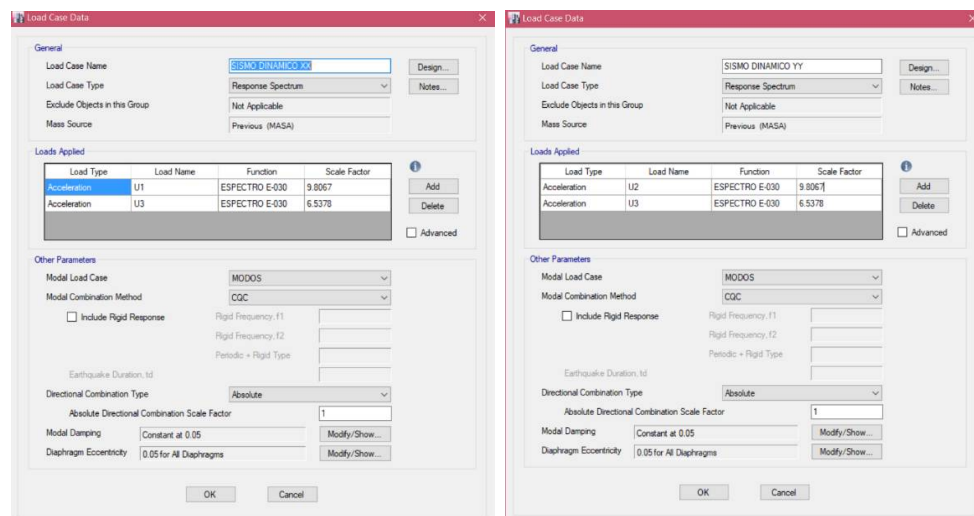 Load Case Data
General
Load Case Name SISMO DINAMICO XX Design...
Load Case Type Response Spectrum Notes...
Exclude Objects in this Group Not Applicable
Mass Source Previous (MASA)
Loads Applied
Load Type Load Name Function Scale Factor
Acceleration U1 ESPECTRO E-030 9.8067 Add
Acceleration U3 ESPECTRO E-030 6.5378 Delete
Advanced
Other Parameters
Modal Load Case MODOS
Modal Combination Method CQC
Include Rigid Response Rigid Frequency, f1
Rigid Frequency, f2
Periodic + Rigid Type
Earthquake Duration, td
Directional Combination Type Absolute
Absolute Directional Combination Scale Factor 1
Modal Damping Constant at 0.05 Modify/Show...
Diaphragm Eccentricity 0.05 for All Diaphragms Modify/Show...
OK Cancel
Load Case Data
General
Load Case Name SISMO DINAMICO YY Design...
Load Case Type Response Spectrum Notes...
Exclude Objects in this Group Not Applicable
Mass Source Previous (MASA)
Loads Applied
Load Type Load Name Function Scale Factor
Acceleration U2 ESPECTRO E-030 9.8067 Add
Acceleration U3 ESPECTRO E-030 6.5378 Delete
Advanced
Other Parameters
Modal Load Case MODOS
Modal Combination Method CQC
Include Rigid Response Rigid Frequency, f1
Rigid Frequency, f2
Periodic + Rigid Type
Earthquake Duration, td
Directional Combination Type Absolute
Absolute Directional Combination Scale Factor 1
Modal Damping Constant at 0.05 Modify/Show...
Diaphragm Eccentricity 0.05 for All Diaphragms Modify/Show...
OK Cancel